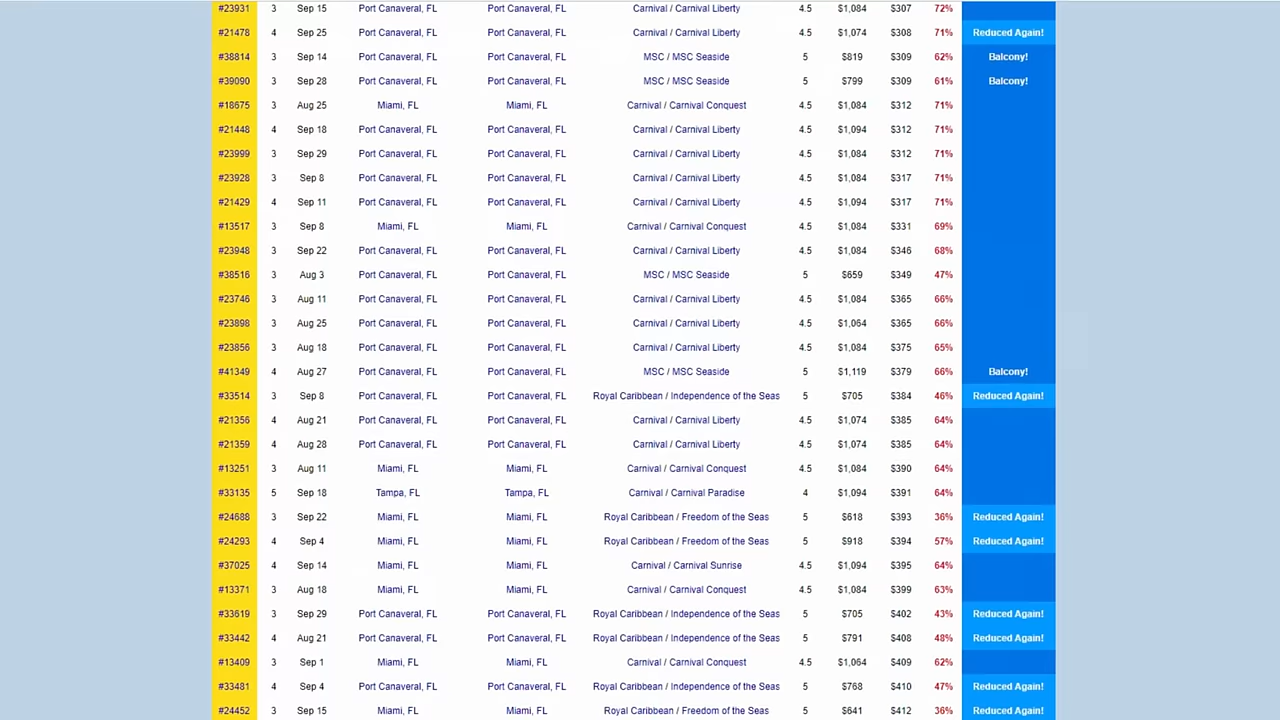 #23931 3 Sep 15 Port Canaveral, FL Port Canaveral, FL Carnival / Carnival Liberty 4.5 $1,084 $307 72%
#21478 4 Sep 25 Port Canaveral, FL Port Canaveral, FL Carnival / Carnival Liberty 4.5 $1,074 $308 71% Reduced Again!
#38814 3 Sep 14 Port Canaveral, FL Port Canaveral, FL MSC / MSC Seaside 5 $819 $309 62% Balcony!
#39090 3 Sep 28 Port Canaveral, FL Port Canaveral, FL MSC / MSC Seaside 5 $799 $309 61% Balcony!
#18675 3 Aug 25 Miami, FL Miami, FL Carnival / Carnival Conquest 4.5 $1,084 $312 71%
#21448 4 Sep 18 Port Canaveral, FL Port Canaveral, FL Carnival / Carnival Liberty 4.5 $1,094 $312 71%
#23999 3 Sep 29 Port Canaveral, FL Port Canaveral, FL Carnival / Carnival Liberty 4.5 $1,084 $312 71%
#23928 3 Sep 8 Port Canaveral, FL Port Canaveral, FL Carnival / Carnival Liberty 4.5 $1,084 $317 71%
#21429 4 Sep 11 Port Canaveral, FL Port Canaveral, FL Carnival / Carnival Liberty 4.5 $1,094 $317 71%
#13517 3 Sep 8 Miami, FL Miami, FL Carnival / Carnival Conquest 4.5 $1,084 $331 69%
#23948 3 Sep 22 Port Canaveral, FL Port Canaveral, FL Carnival / Carnival Liberty 4.5 $1,084 $346 68%
#38516 3 Aug 3 Port Canaveral, FL Port Canaveral, FL MSC / MSC Seaside 5 $659 $349 47%
#23746 3 Aug 11 Port Canaveral, FL Port Canaveral, FL Carnival / Carnival Liberty 4.5 $1,084 $365 66%
#23898 3 Aug 25 Port Canaveral, FL Port Canaveral, FL Carnival / Carnival Liberty 4.5 $1,064 $365 66%
#23856 3 Aug 18 Port Canaveral, FL Port Canaveral, FL Carnival / Carnival Liberty 4.5 $1,084 $375 65%
#41349 4 Aug 27 Port Canaveral, FL Port Canaveral, FL MSC / MSC Seaside 5 $1,119 $379 66% Balcony!
#33514 3 Sep 8 Port Canaveral, FL Port Canaveral, FL Royal Caribbean / Independence of the Seas 5 $705 $384 46% Reduced Again!
#21356 4 Aug 21 Port Canaveral, FL Port Canaveral, FL Carnival / Carnival Liberty 4.5 $1,074 $385 64%
#21359 4 Aug 28 Port Canaveral, FL Port Canaveral, FL Carnival / Carnival Liberty 4.5 $1,074 $385 64%
#13251 3 Aug 11 Miami, FL Miami, FL Carnival / Carnival Conquest 4.5 $1,084 $390 64%
#33135 5 Sep 18 Tampa, FL Tampa, FL Carnival / Carnival Paradise 4 $1,094 $391 64%
#24688 3 Sep 22 Miami, FL Miami, FL Royal Caribbean / Freedom of the Seas 5 $618 $393 36% Reduced Again!
#24293 4 Sep 4 Miami, FL Miami, FL Royal Caribbean / Freedom of the Seas 5 $918 $394 57% Reduced Again!
#37025 4 Sep 14 Miami, FL Miami, FL Carnival / Carnival Sunrise 4.5 $1,094 $395 64%
#13371 3 Aug 18 Miami, FL Miami, FL Carnival / Carnival Conquest 4.5 $1,084 $399 63%
#33619 3 Sep 29 Port Canaveral, FL Port Canaveral, FL Royal Caribbean / Independence of the Seas 5 $705 $402 43% Reduced Again!
#33442 4 Aug 21 Port Canaveral, FL Port Canaveral, FL Royal Caribbean / Independence of the Seas 5 $791 $408 48% Reduced Again!
#13409 3 Sep 1 Miami, FL Miami, FL Carnival / Carnival Conquest 4.5 $1,064 $409 62%
#33481 4 Sep 4 Port Canaveral, FL Port Canaveral, FL Royal Caribbean / Independence of the Seas 5 $768 $410 47% Reduced Again!
#24452 3 Sep 15 Miami, FL Miami, FL Royal Caribbean / Freedom of the Seas 5 $641 $412 36% Reduced Again!